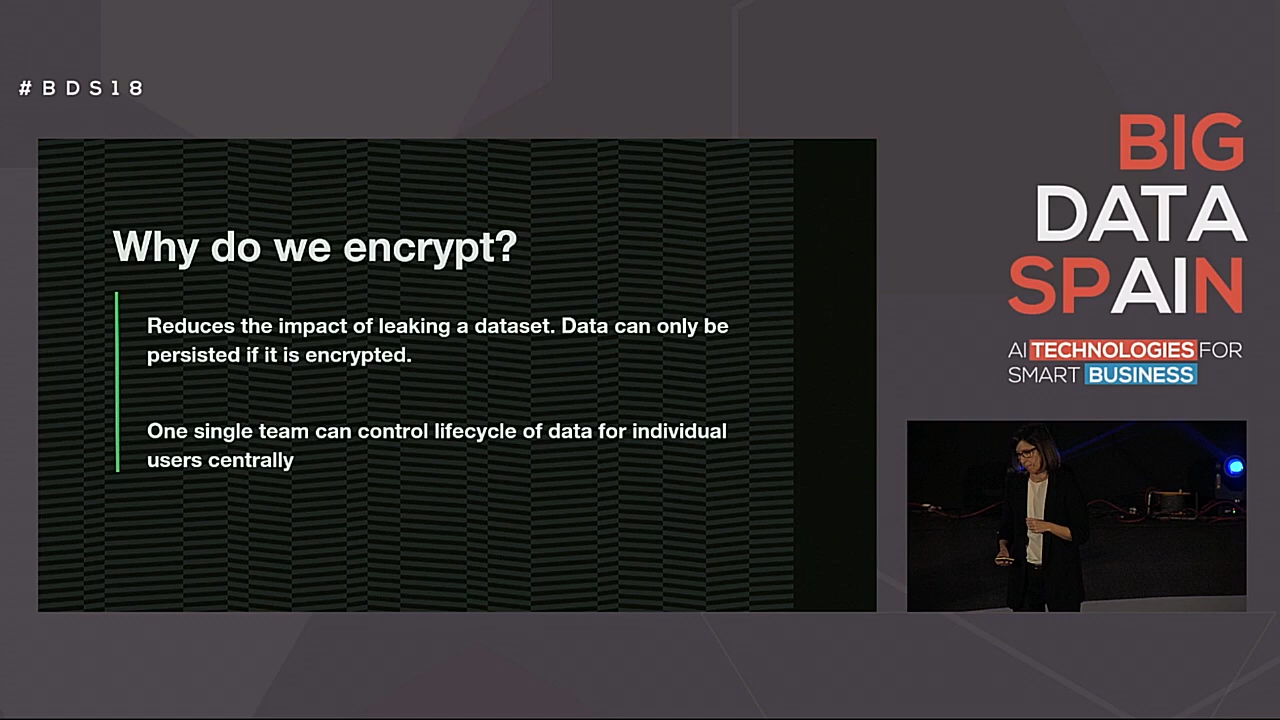 #BDS18
BIG
DATA
SPAIN
AI TECHNOLOGIES FOR
SMART BUSINESS
Why do we encrypt?
Reduces the impact of leaking a dataset. Data can only be
persisted if it is encrypted.
One single team can control lifecycle of data for individual
users centrally